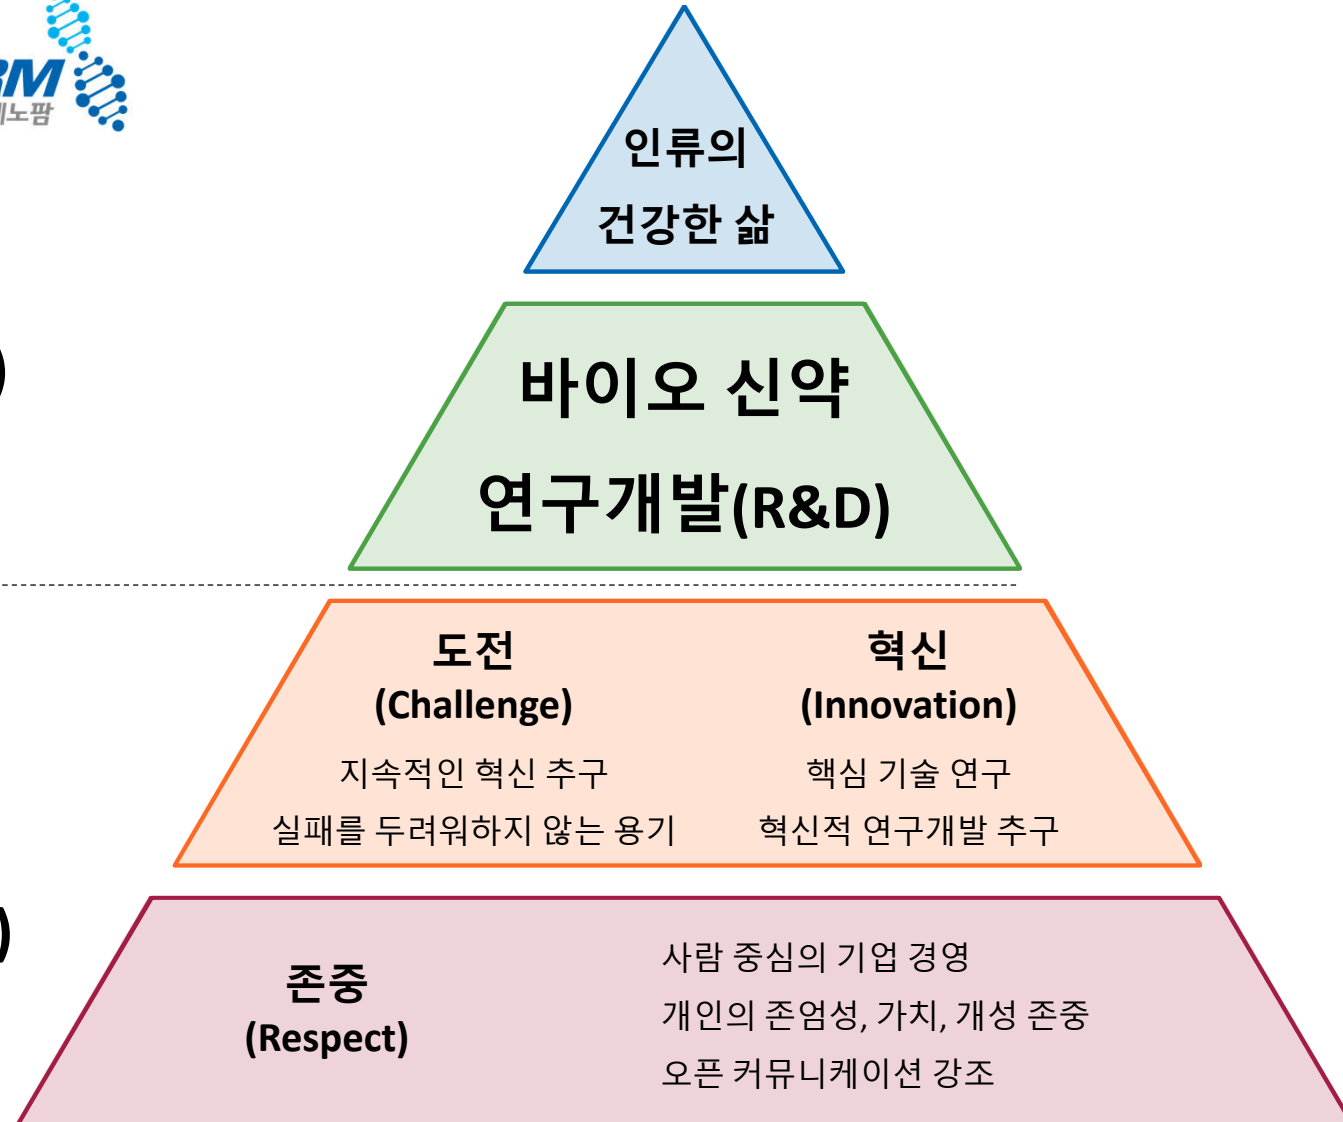 인류의
건강한 삶
바이오 신약
연구개발(R&D)
도전
(Challenge)
지속적인 혁신 추구
실패를 두려워하지 않는 용기
혁신
(Innovation)
핵심 기술 연구
혁신적 연구개발 추구
존중
(Respect)
사람 중심의 기업 경영
개인의 존엄성, 가치, 개성 존중
오픈 커뮤니케이션 강조